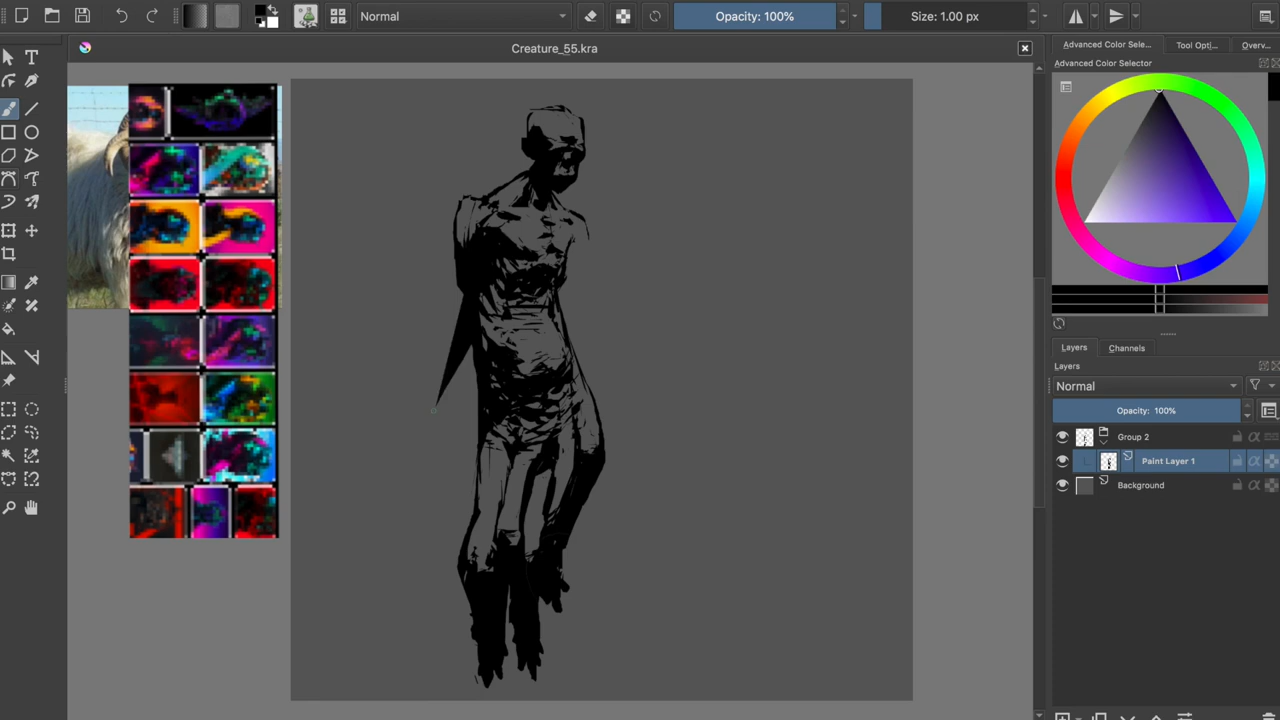 Normal
Opacity: 100%
Size: 1.00 px
Creature_55.kra
Advanced Color Sele...
Tool Opti...
Overv...
Advanced Color Selector
Layers
Channels
Layers
Normal
Opacity: 100%
Group 2
Paint Layer 1
Background